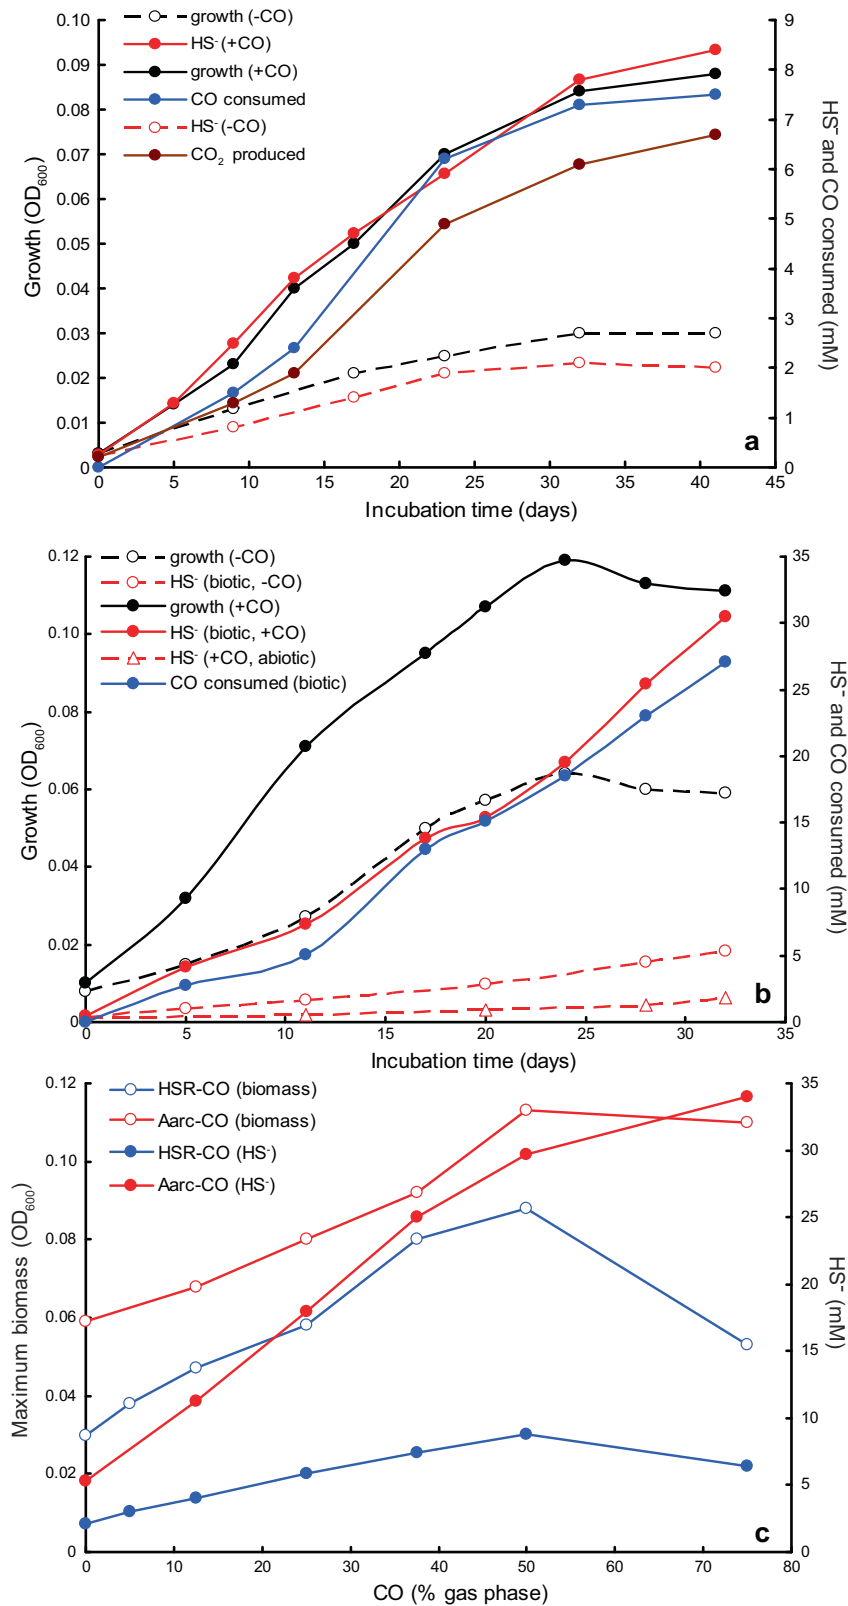 growth (-CO)
HS⁻ (+CO)
growth (+CO)
CO consumed
HS⁻ (-CO)
CO₂ produced
0.10
0.09
0.08
0.07
0.06
0.05
0.04
0.03
0.02
0.01
0
Growth (OD₆₀₀)
9
8
7
6
5
4
3
2
1
0
HS⁻ and CO consumed (mM)
a
0 5 10 15 20 25 30 35 40 45
Incubation time (days)
growth (-CO)
HS⁻ (biotic, -CO)
growth (+CO)
HS⁻ (biotic, +CO)
HS⁻ (+CO, abiotic)
CO consumed (biotic)
0.12
0.10
0.08
0.06
0.04
0.02
0
Growth (OD₆₀₀)
35
30
25
20
15
10
5
0
HS⁻ and CO consumed (mM)
b
0 5 10 15 20 25 30 35
Incubation time (days)
HSR-CO (biomass)
Aarc-CO (biomass)
HSR-CO (HS⁻)
Aarc-CO (HS⁻)
0.12
0.10
0.08
0.06
0.04
0.02
0
Maximum biomass (OD₆₀₀)
35
30
25
20
15
10
5
0
HS⁻ (mM)
c
0 10 20 30 40 50 60 70 80
CO (% gas phase)